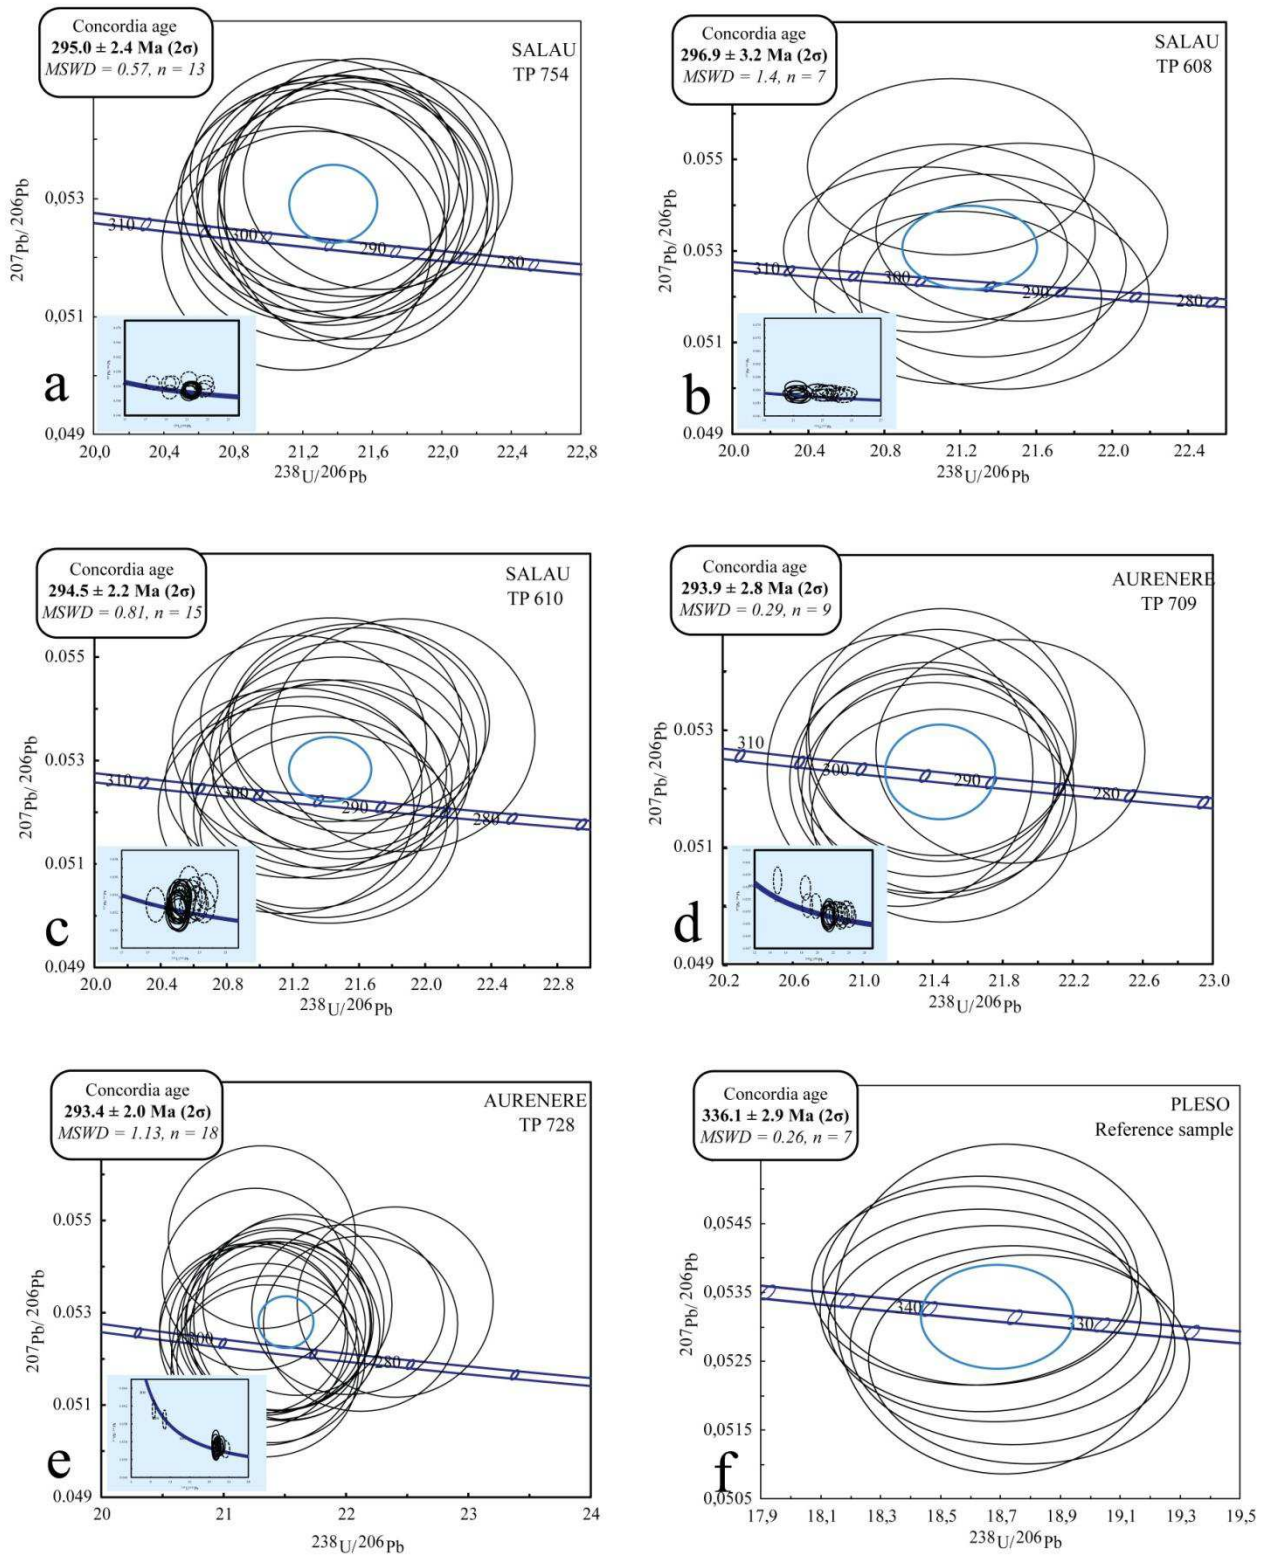 Concordia age
295.0 ± 2.4 Ma (2σ)
MSWD = 0.57, n = 13
SALAU
TP 754
207Pb/ 206Pb
0,053
0,051
0,049
310
300
290
280
a
20,0 20,4 20,8 21,2 21,6 22,0 22,4 22,8
238U/206Pb
Concordia age
296.9 ± 3.2 Ma (2σ)
MSWD = 1.4, n = 7
SALAU
TP 608
207Pb/ 206Pb
0.055
0.053
0.051
0.049
310
300
290
280
b
20.0 20.4 20.8 21.2 21.6 22.0 22.4
238U/206Pb
Concordia age
294.5 ± 2.2 Ma (2σ)
MSWD = 0.81, n = 15
SALAU
TP 610
207Pb/ 206Pb
0.055
0.053
0.051
0.049
310
300
290
280
c
20.0 20.4 20.8 21.2 21.6 22.0 22.4 22.8
238U/206Pb
Concordia age
293.9 ± 2.8 Ma (2σ)
MSWD = 0.29, n = 9
AURENERE
TP 709
207Pb/ 206Pb
0.053
0.051
0.049
310
300
290
280
d
20.2 20.6 21.0 21.4 21.8 22.2 22.6 23.0
238U/206Pb
Concordia age
293.4 ± 2.0 Ma (2σ)
MSWD = 1.13, n = 18
AURENERE
TP 728
207Pb/ 206Pb
0.055
0.053
0.051
0.049
300
280
e
20 21 22 23 24
238U/206Pb
Concordia age
336.1 ± 2.9 Ma (2σ)
MSWD = 0.26, n = 7
PLESO
Reference sample
207Pb/ 206Pb
0,0545
0,0535
0,0525
0,0515
0,0505
340
330
f
17,9 18,1 18,3 18,5 18,7 18,9 19,1 19,3 19,5
238U/206Pb